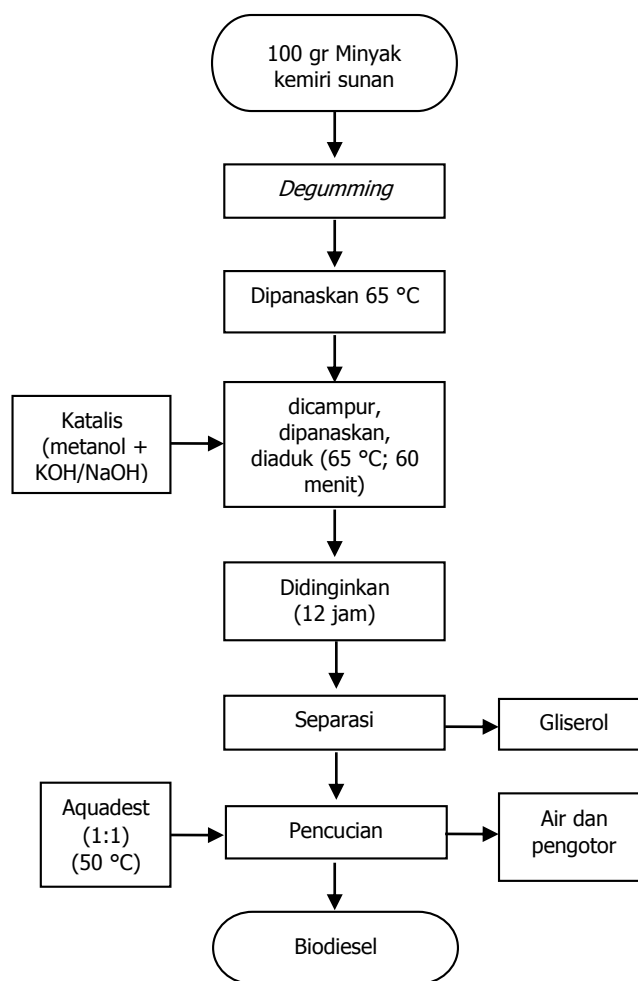 100 gr Minyak
kemiri sunan
Degumming
Dipanaskan 65 °C
Katalis
(metanol +
KOH/NaOH)
dicampur,
dipanaskan,
diaduk (65 °C; 60
menit)
Didinginkan
(12 jam)
Separasi
Gliserol
Aquadest
(1:1)
(50 °C)
Pencucian
Air dan
pengotor
Biodiesel